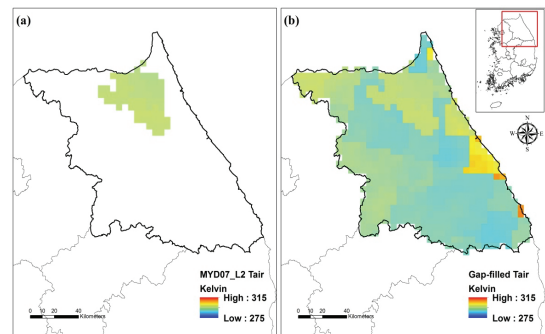 (a)
MYD07_L2 Tair
Kelvin
High : 315
Low : 275
0 10 20 40
Kilometers
(b)
N
W E
S
Gap-filled Tair
Kelvin
High : 315
Low : 275
0 10 20 40
Kilometers